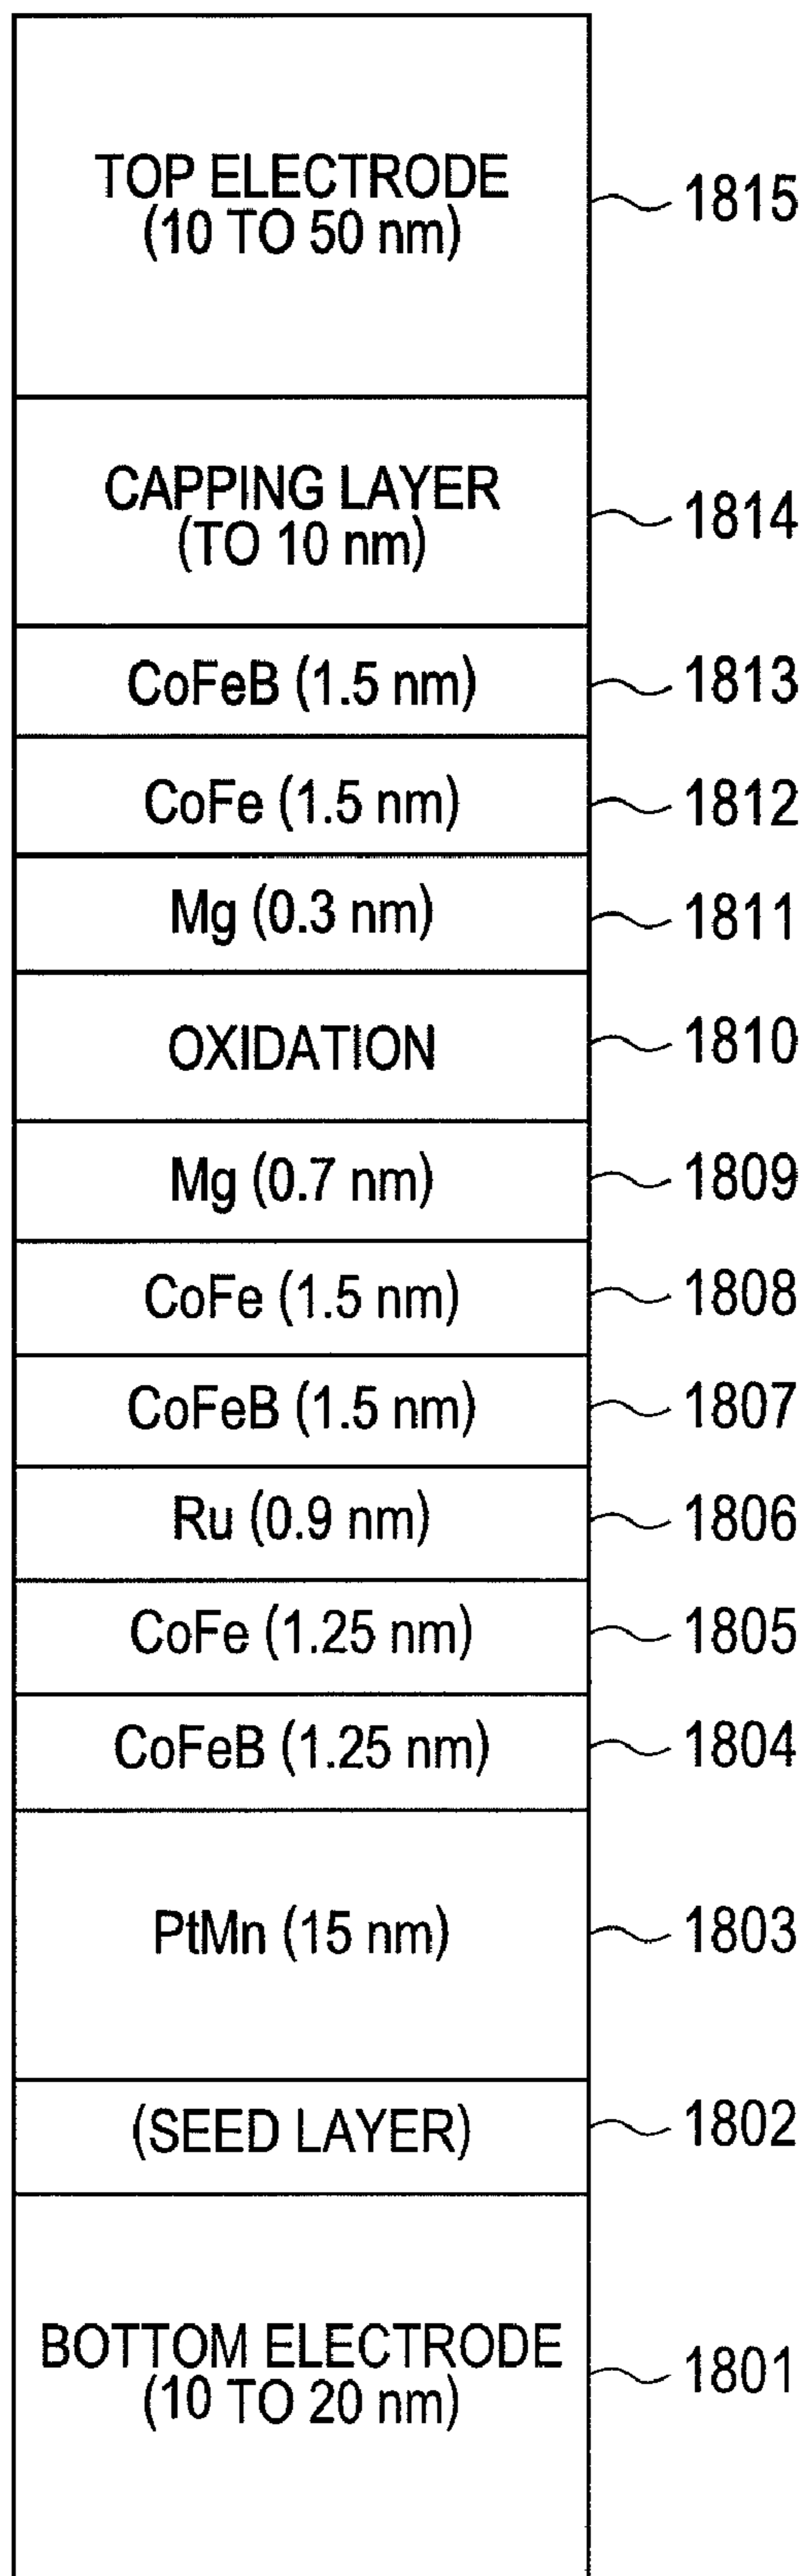 TOP ELECTRODE
(10 TO 50 nm)
1815
CAPPING LAYER
(TO 10 nm)
1814
CoFeB (1.5 nm)
1813
CoFe (1.5 nm)
1812
Mg (0.3 nm)
1811
OXIDATION
1810
Mg (0.7 nm)
1809
CoFe (1.5 nm)
1808
CoFeB (1.5 nm)
1807
Ru (0.9 nm)
1806
CoFe (1.25 nm)
1805
CoFeB (1.25 nm)
1804
PtMn (15 nm)
1803
(SEED LAYER)
1802
BOTTOM ELECTRODE
(10 TO 20 nm)
1801